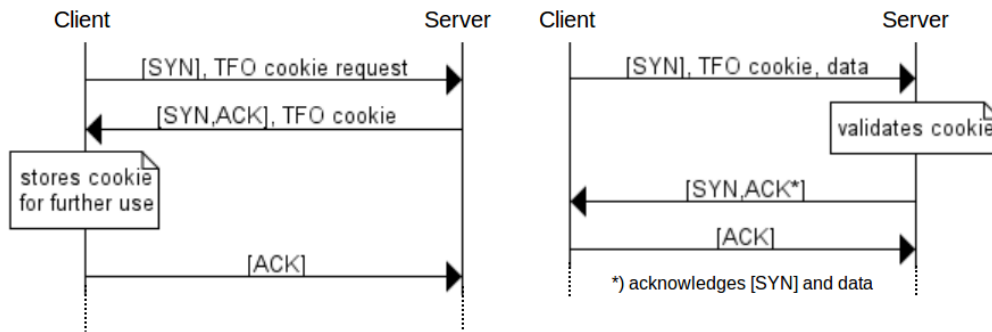 Client
Server
[SYN], TFO cookie request
[SYN,ACK], TFO cookie
stores cookie
for further use
[ACK]
Client
Server
[SYN], TFO cookie, data
validates cookie
[SYN,ACK*]
[ACK]
*) acknowledges [SYN] and data